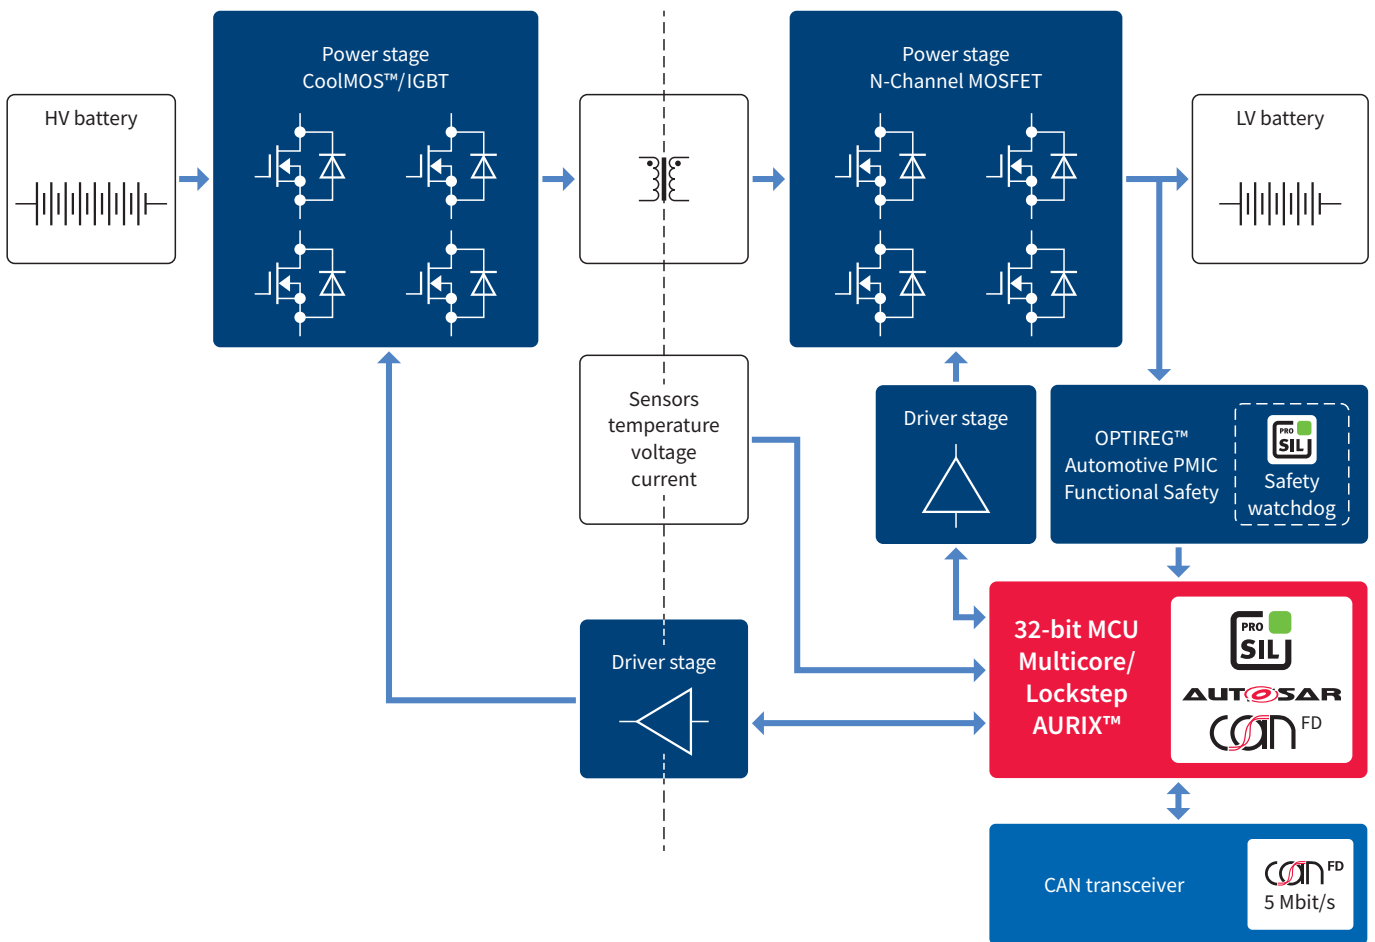 Power stage
CoolMOS™/IGBT
Power stage
N-Channel MOSFET
HV battery
LV battery
Sensors
temperature
voltage
current
Driver stage
OPTIREG™
Automotive PMIC
Functional Safety
PRO
SIL
Safety
watchdog
Driver stage
32-bit MCU
Multicore/
Lockstep
AURIX™
PRO
SIL
AUTOSAR
CAN FD
CAN transceiver
CAN FD
5 Mbit/s